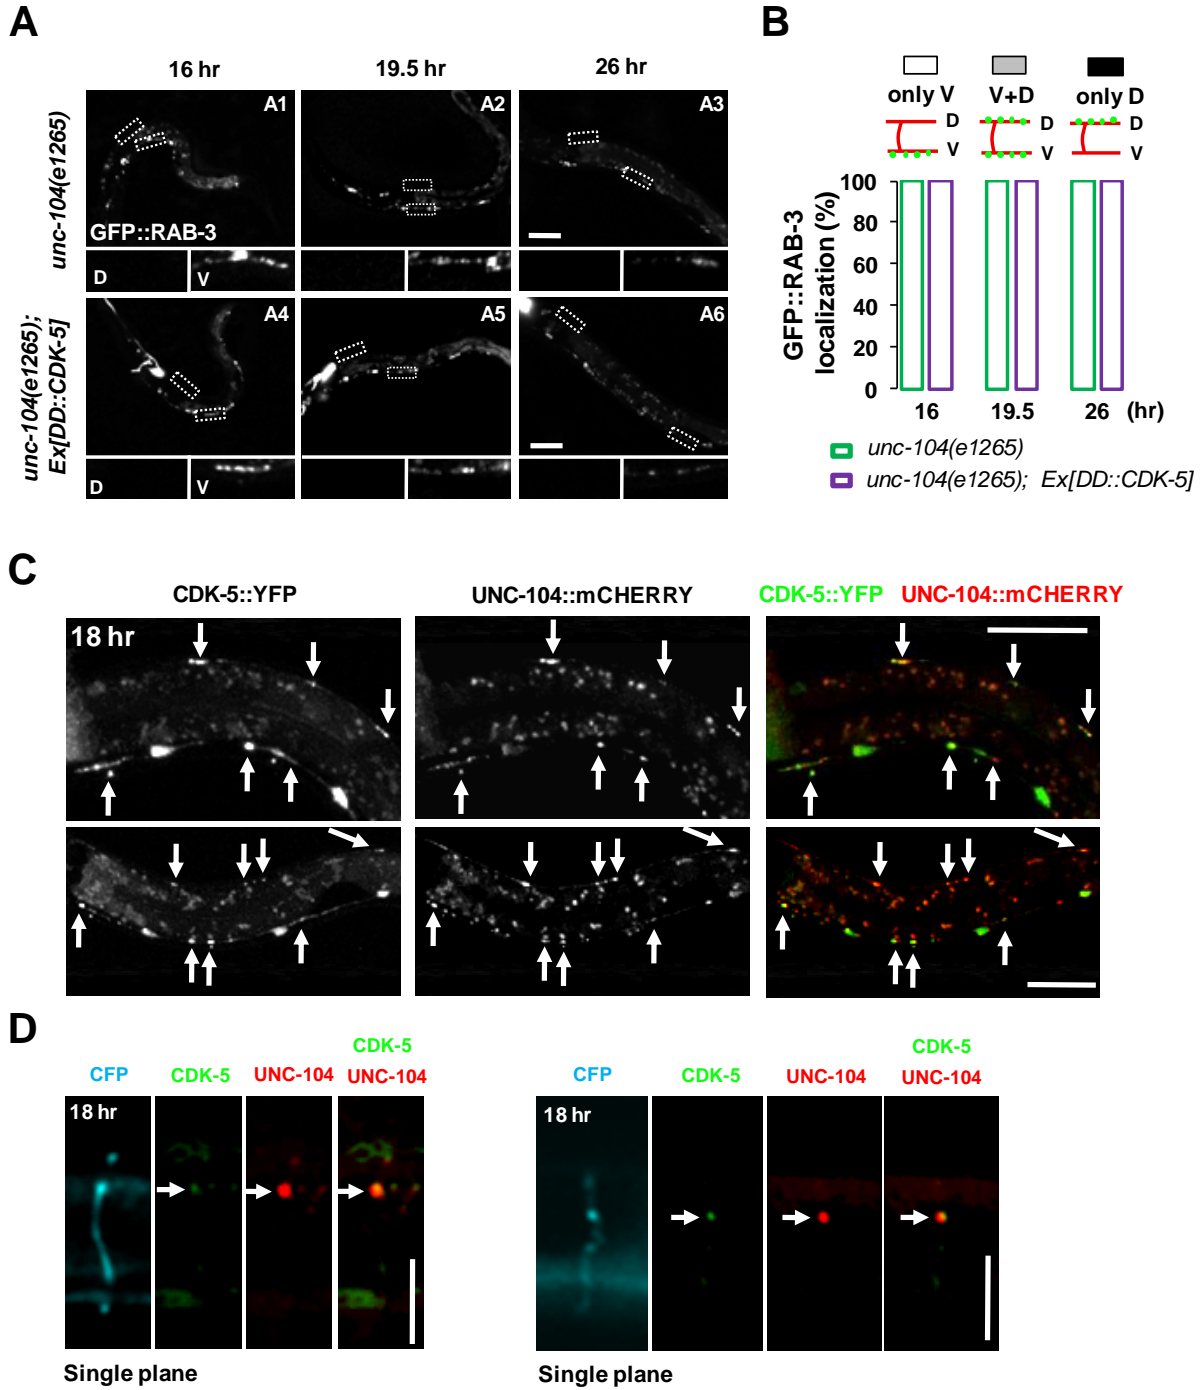 A
16 hr
19.5 hr
26 hr
unc-104(e1265)
A1
A2
A3
GFP::RAB-3
D
V
unc-104(e1265);
Ex[DD::CDK-5]
A4
A5
A6
D
V
B
only V
V+D
only D
D
V
D
V
D
V
GFP::RAB-3
localization (%)
100
80
60
40
20
0
16
19.5
26
(hr)
unc-104(e1265)
unc-104(e1265); Ex[DD::CDK-5]
C
CDK-5::YFP
UNC-104::mCHERRY
CDK-5::YFP UNC-104::mCHERRY
18 hr
D
CFP
CDK-5
UNC-104
CDK-5
UNC-104
18 hr
Single plane
CFP
CDK-5
UNC-104
CDK-5
UNC-104
18 hr
Single plane